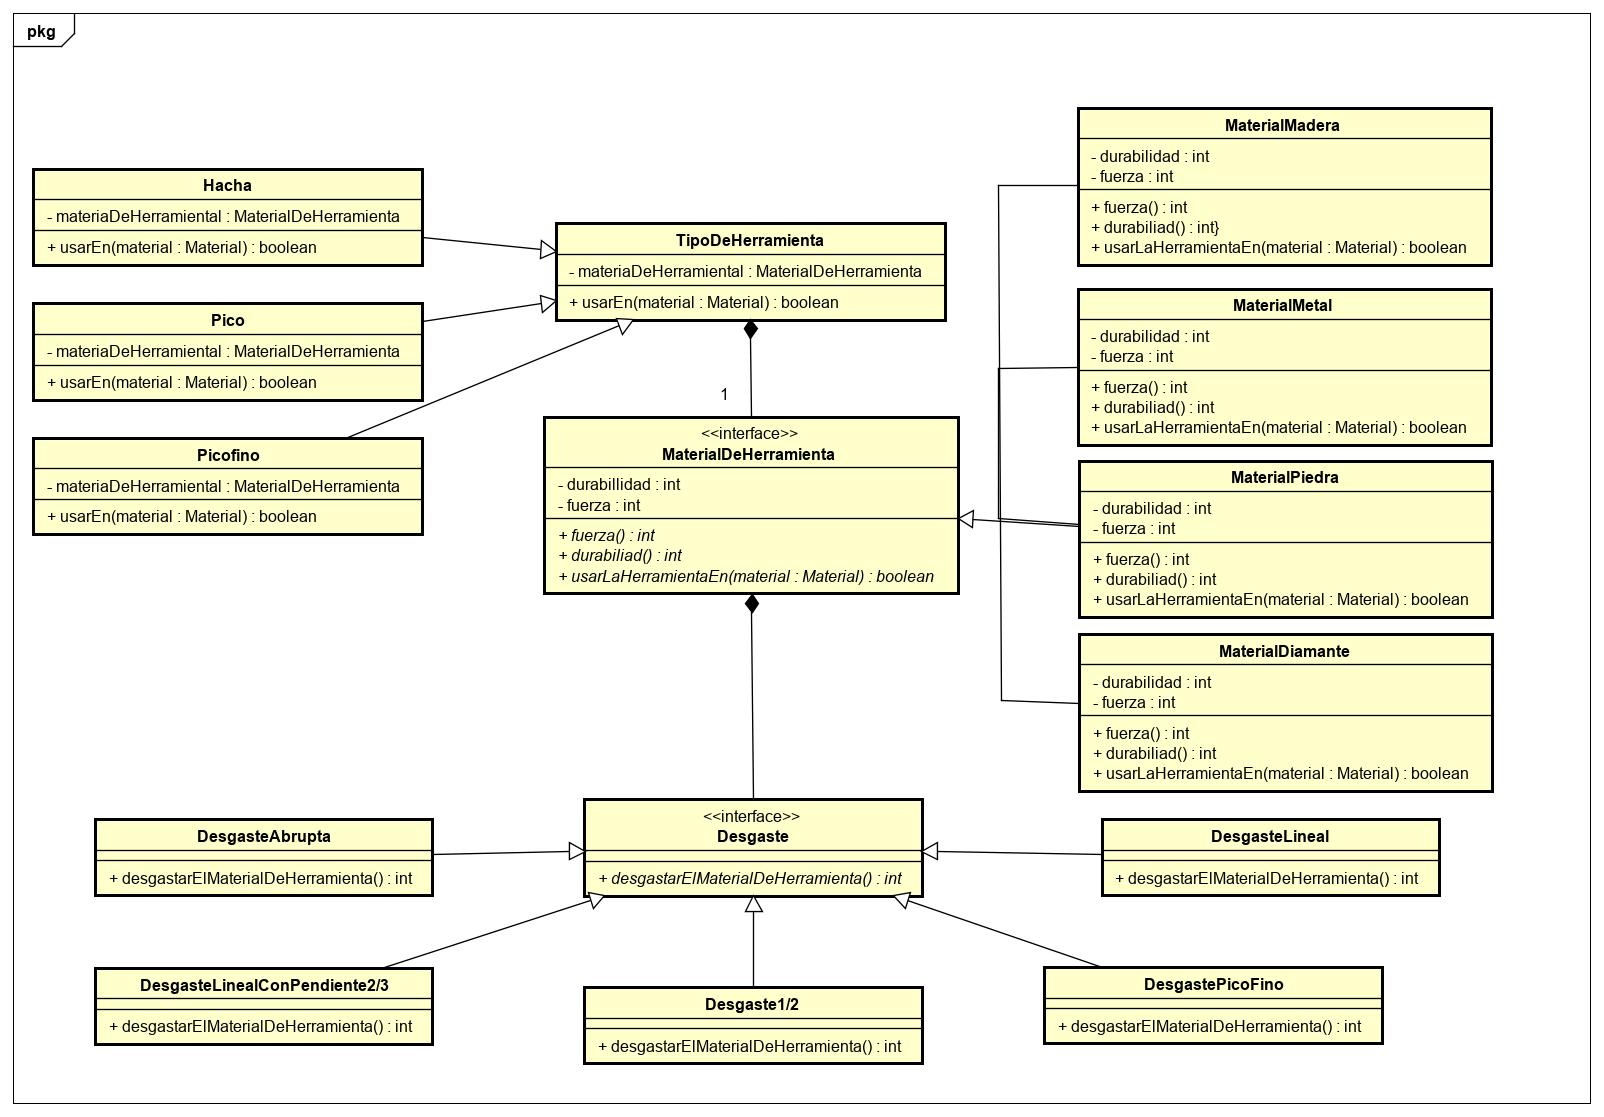 pkg
Hacha
- materiaDeHerramiental : MaterialDeHerramienta
+ usarEn(material : Material) : boolean
Pico
- materiaDeHerramiental : MaterialDeHerramienta
+ usarEn(material : Material) : boolean
Picofino
- materiaDeHerramiental : MaterialDeHerramienta
+ usarEn(material : Material) : boolean
TipoDeHerramienta
- materiaDeHerramiental : MaterialDeHerramienta
+ usarEn(material : Material) : boolean
1
<<interface>>
MaterialDeHerramienta
- durabillidad : int
- fuerza : int
+ fuerza() : int
+ durabiliad() : int
+ usarLaHerramientaEn(material : Material) : boolean
MaterialMadera
- durabilidad : int
- fuerza : int
+ fuerza() : int
+ durabiliad() : int}
+ usarLaHerramientaEn(material : Material) : boolean
MaterialMetal
- durabilidad : int
- fuerza : int
+ fuerza() : int
+ durabiliad() : int
+ usarLaHerramientaEn(material : Material) : boolean
MaterialPiedra
- durabilidad : int
- fuerza : int
+ fuerza() : int
+ durabiliad() : int
+ usarLaHerramientaEn(material : Material) : boolean
MaterialDiamante
- durabilidad : int
- fuerza : int
+ fuerza() : int
+ durabiliad() : int
+ usarLaHerramientaEn(material : Material) : boolean
DesgasteAbrupta
+ desgastarElMaterialDeHerramienta() : int
<<interface>>
Desgaste
+ desgastarElMaterialDeHerramienta() : int
DesgasteLineal
+ desgastarElMaterialDeHerramienta() : int
DesgasteLinealConPendiente2/3
+ desgastarElMaterialDeHerramienta() : int
Desgaste1/2
+ desgastarElMaterialDeHerramienta() : int
DesgastePicoFino
+ desgastarElMaterialDeHerramienta() : int